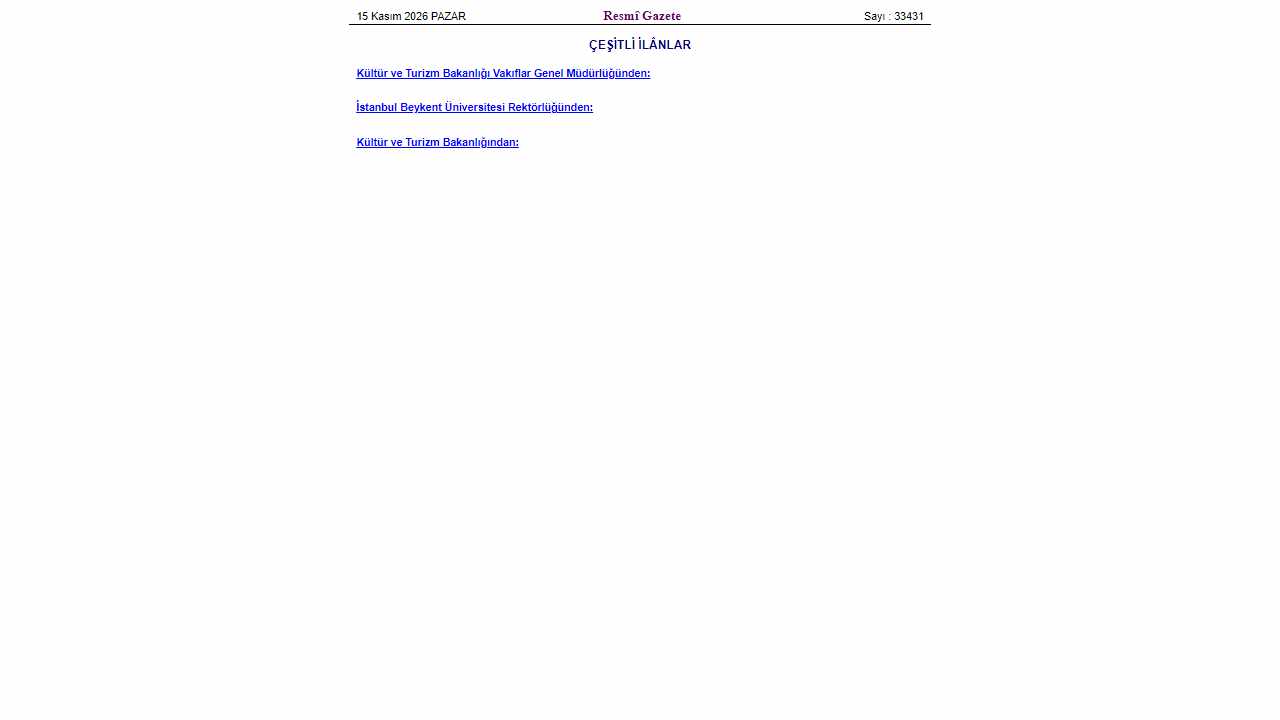 15 Kasım 2026 PAZAR Resmî Gazete Sayı : 33431
ÇEŞİTLİ İLÂNLAR
Kültür ve Turizm Bakanlığı Vakıflar Genel Müdürlüğünden:
İstanbul Beykent Üniversitesi Rektörlüğünden:
Kültür ve Turizm Bakanlığından: